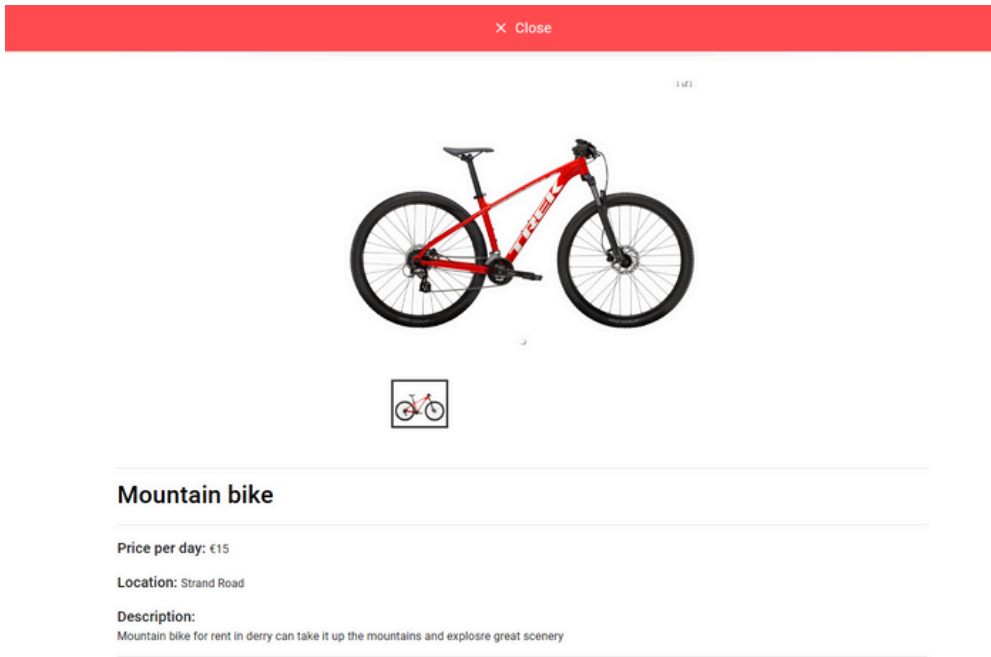 × Close
1 of 1
TREK
Mountain bike
Price per day: €15
Location: Strand Road
Description:
Mountain bike for rent in derry can take it up the mountains and explosre great scenery